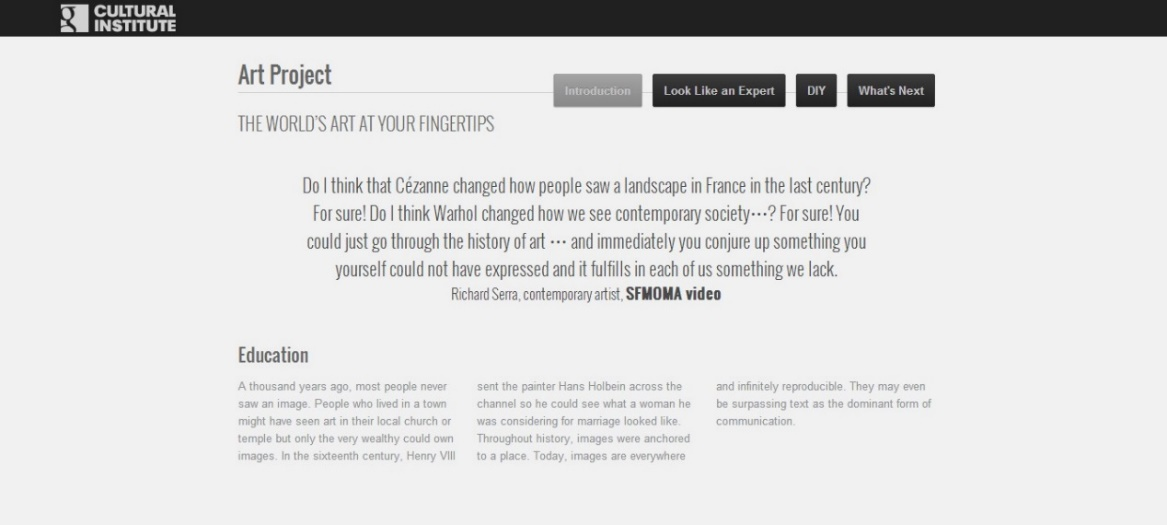 CULTURAL
INSTITUTE
Art Project
Introduction
Look Like an Expert
DIY
What's Next
THE WORLD'S ART AT YOUR FINGERTIPS
Do I think that Cézanne changed how people saw a landscape in France in the last century?
For sure! Do I think Warhol changed how we see contemporary society···? For sure! You
could just go through the history of art ··· and immediately you conjure up something you
yourself could not have expressed and it fulfills in each of us something we lack.
Richard Serra, contemporary artist, SFMOMA video
Education
A thousand years ago, most people never
saw an image. People who lived in a town
might have seen art in their local church or
temple but only the very wealthy could own
images. In the sixteenth century, Henry VIII
sent the painter Hans Holbein across the
channel so he could see what a woman he
was considering for marriage looked like.
Throughout history, images were anchored
to a place. Today, images are everywhere
and infinitely reproducible. They may even
be surpassing text as the dominant form of
communication.